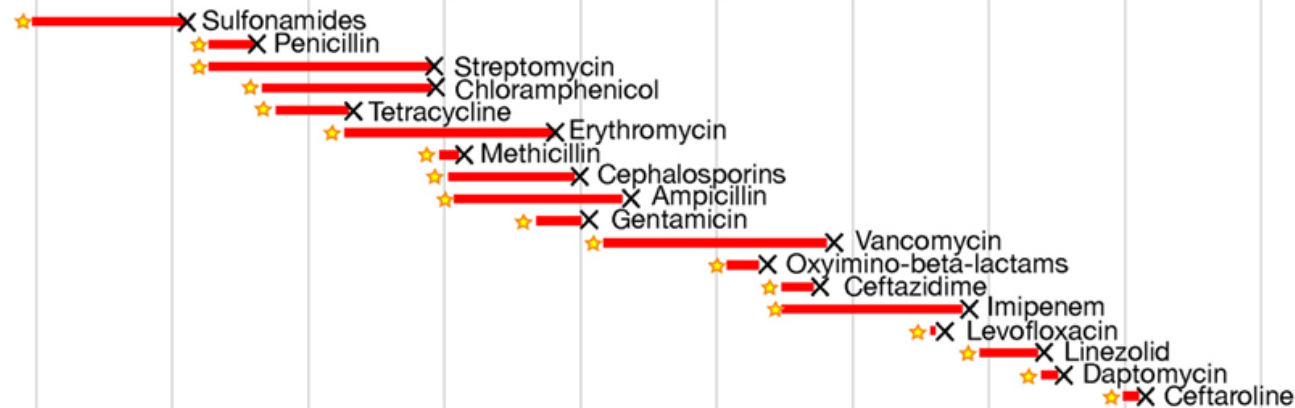 Sulfonamides
Penicillin
Streptomycin
Chloramphenicol
Tetracycline
Erythromycin
Methicillin
Cephalosporins
Ampicillin
Gentamicin
Vancomycin
Oxyimino-beta-lactams
Ceftazidime
Imipenem
Levofloxacin
Linezolid
Daptomycin
Ceftaroline